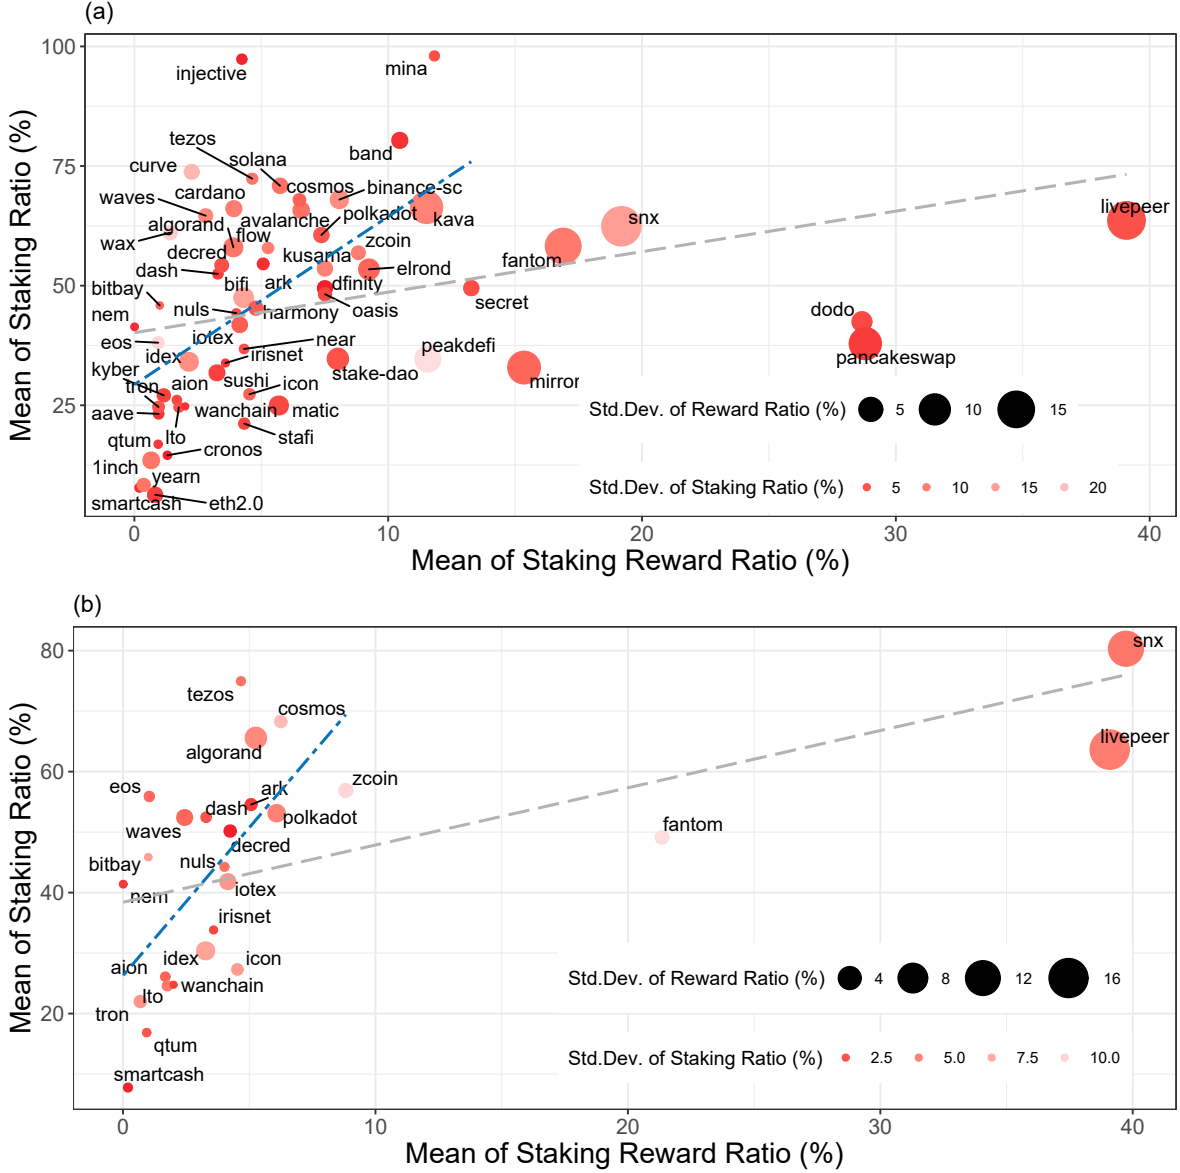 (a)
Mean of Staking Ratio (%)
100
75
50
25
injective
mina
tezos
band
curve
solana
cosmos
binance-sc
waves
cardano
algorand
avalanche
polkadot
kava
snx
livepeer
wax
flow
zcoin
decred
kusama
fantom
dash
elrond
bitbay
bifi
ark
dfinity
secret
nem
nuls
harmony
oasis
dodo
eos
iotex
near
peakdefi
pancakeswap
idex
irisnet
kyber
tron
aion
sushi
icon
stake-dao
mirror
aave
wanchain
matic
Std.Dev. of Reward Ratio (%) 5 10 15
qtum
lto
cronos
stafi
1inch
yearn
Std.Dev. of Staking Ratio (%) 5 10 15 20
smartcash
eth2.0
0 10 20 30 40
Mean of Staking Reward Ratio (%)
(b)
Mean of Staking Ratio (%)
80
60
40
20
snx
tezos
cosmos
algorand
livepeer
eos
ark
zcoin
dash
waves
polkadot
fantom
decred
bitbay
nuls
nem
iotex
irisnet
aion
idex
icon
lto
wanchain
Std.Dev. of Reward Ratio (%) 4 8 12 16
tron
qtum
Std.Dev. of Staking Ratio (%) 2.5 5.0 7.5 10.0
smartcash
0 10 20 30 40
Mean of Staking Reward Ratio (%)